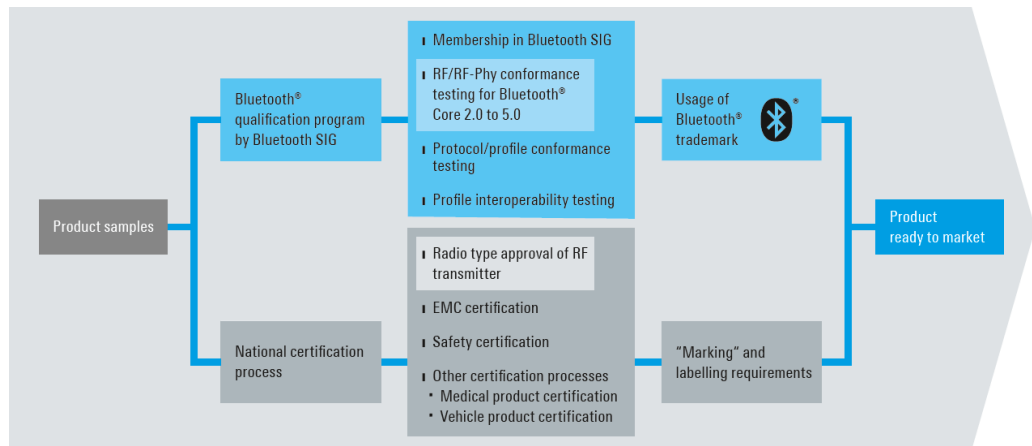 Product samples
Bluetooth®
qualification program
by Bluetooth SIG
Membership in Bluetooth SIG
RF/RF-Phy conformance
testing for Bluetooth®
Core 2.0 to 5.0
Protocol/profile conformance
testing
Profile interoperability testing
Usage of
Bluetooth®
trademark
®
National certification
process
Radio type approval of RF
transmitter
EMC certification
Safety certification
Other certification processes
• Medical product certification
• Vehicle product certification
“Marking“ and
labelling requirements
Product
ready to market